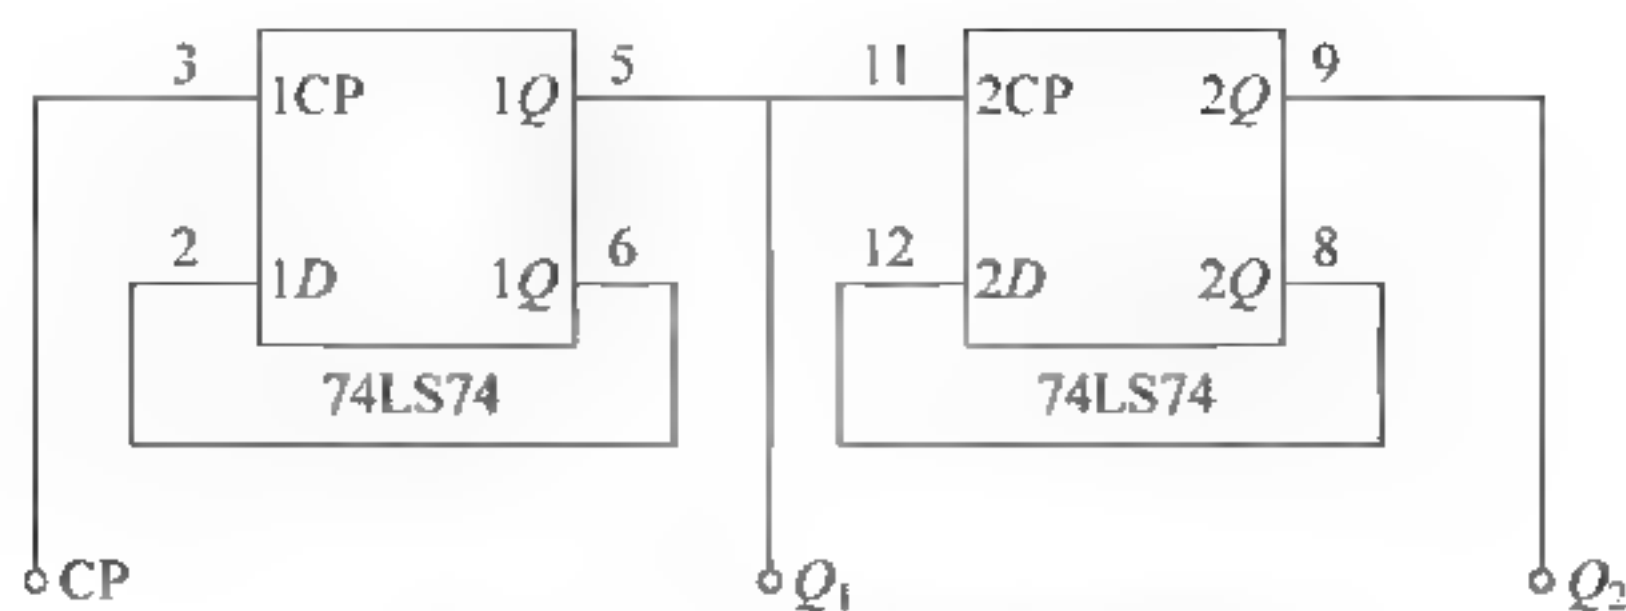 3 5 11 9
1CP 1Q 2CP 2Q
2 6 12 8
1D 1Q 2D 2Q
74LS74 74LS74
CP Q₁ Q₂